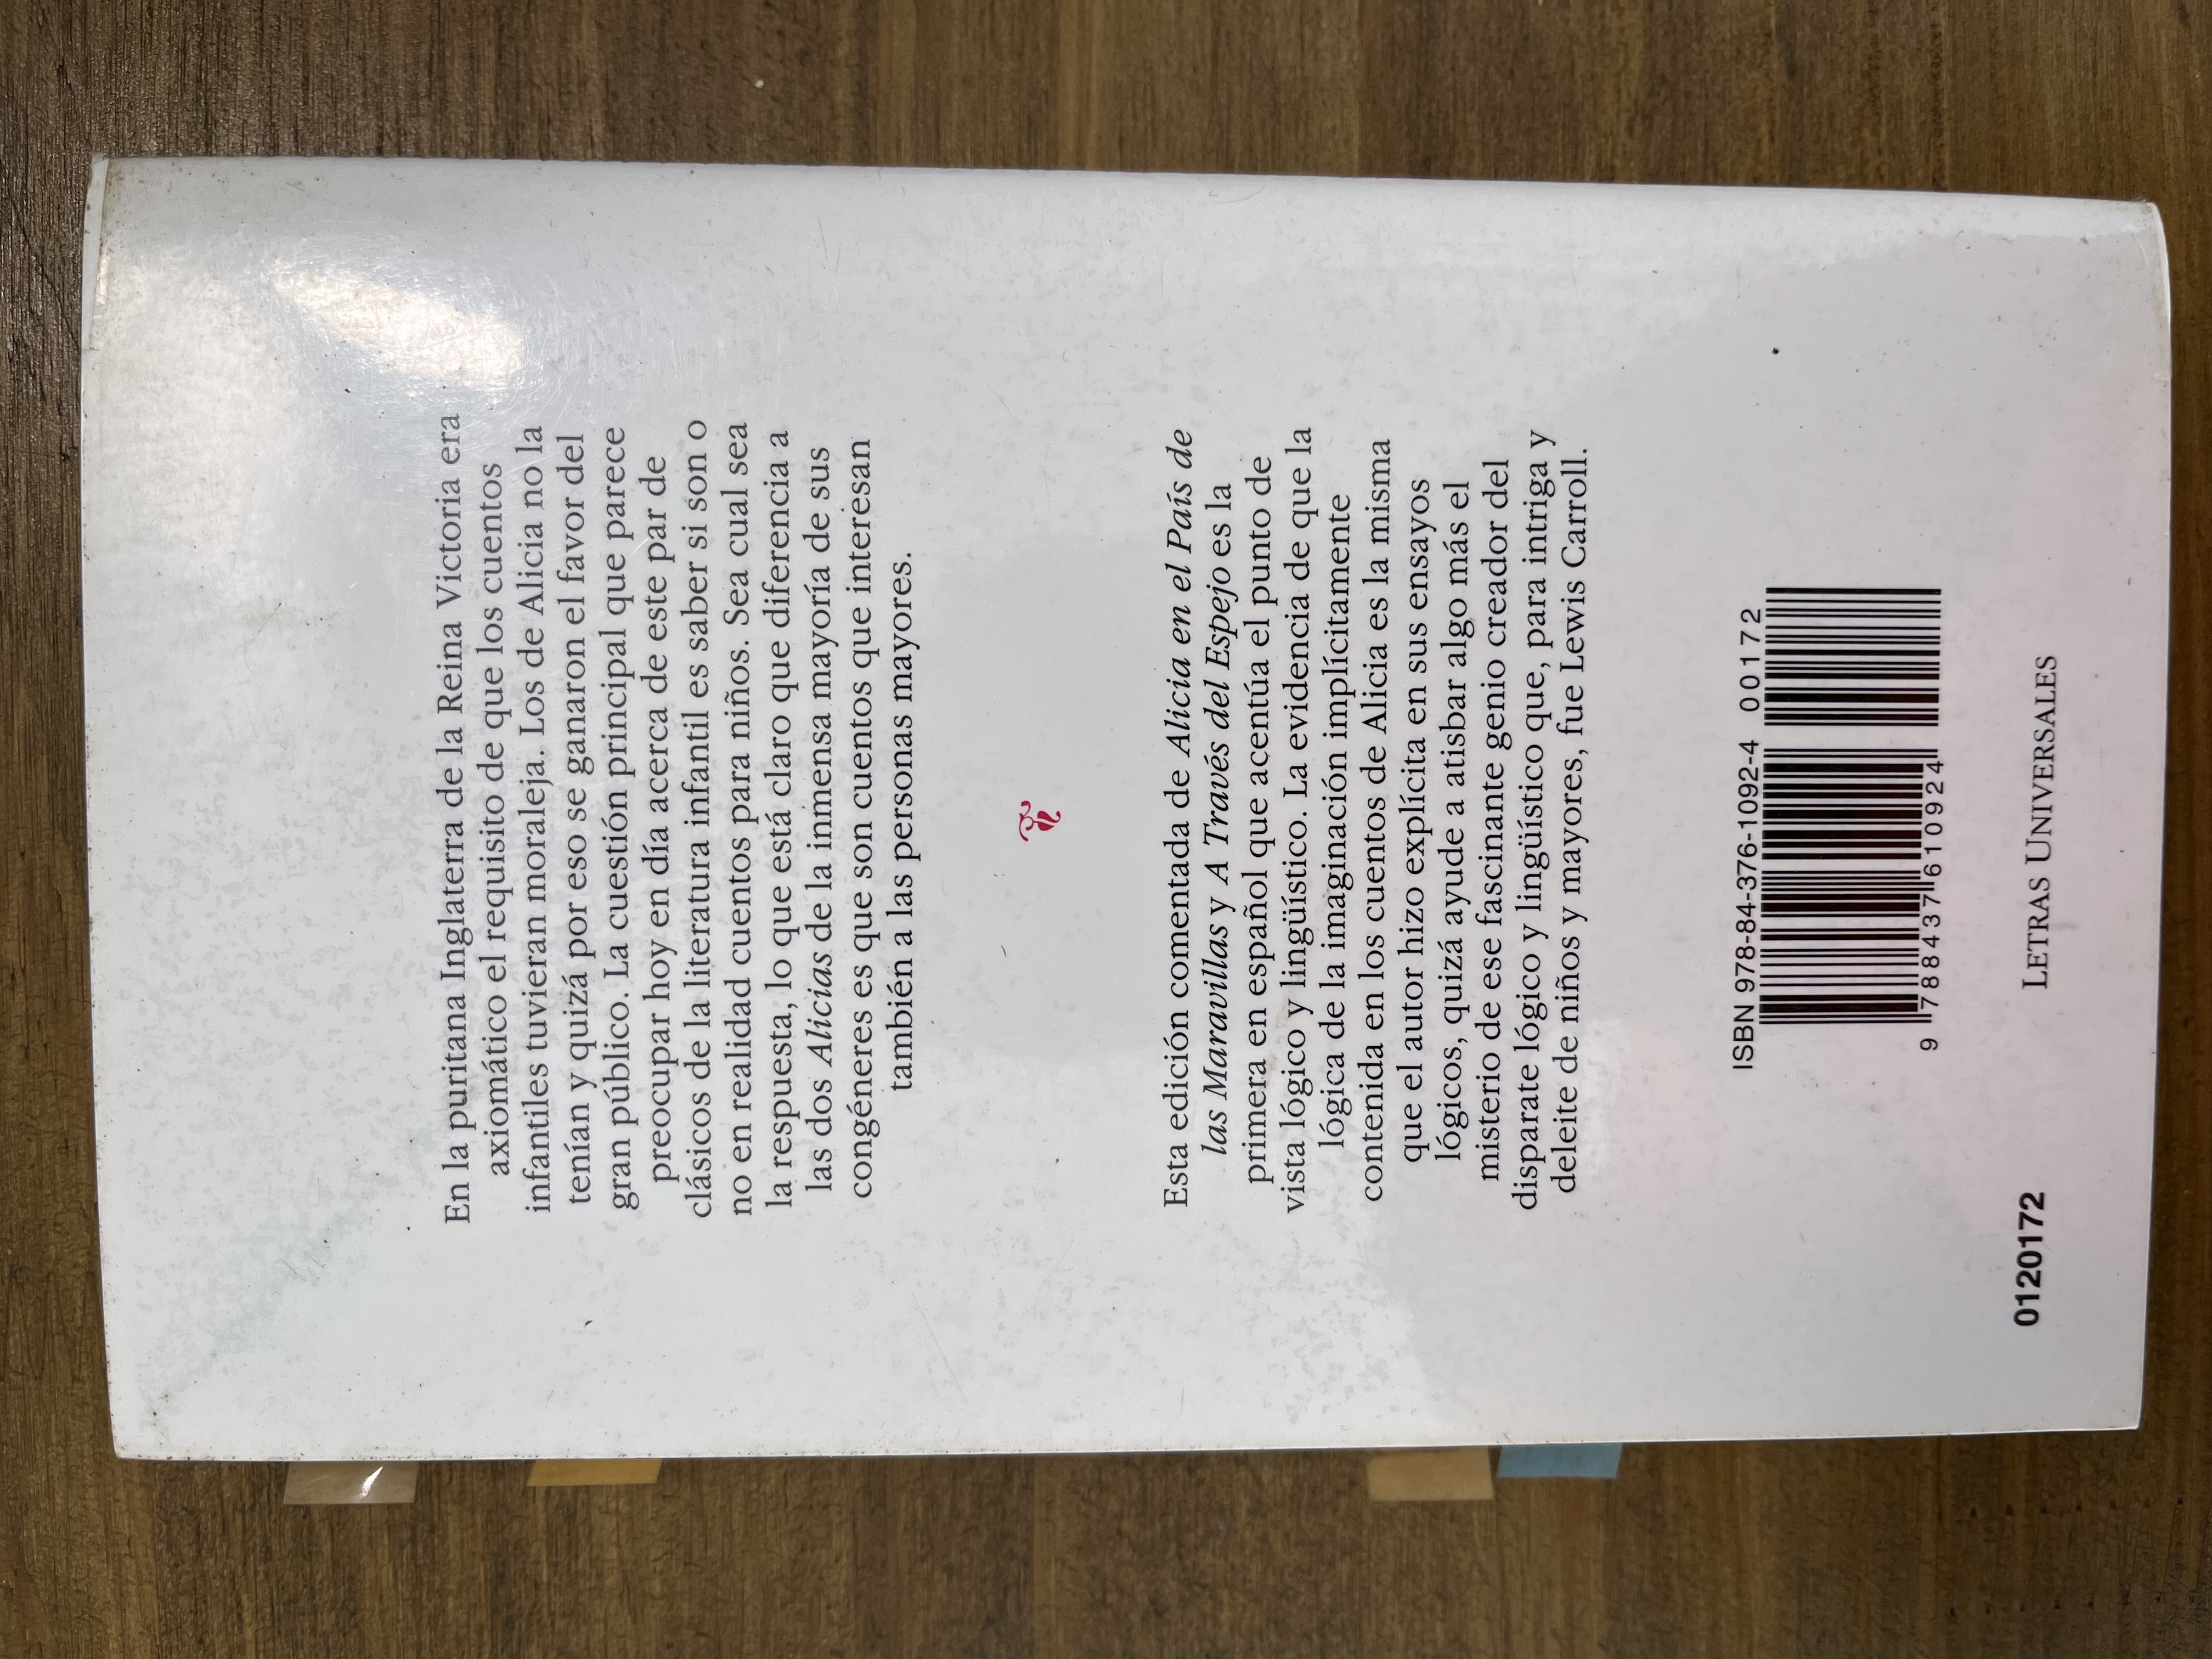 En la puritana Inglaterra de la Reina Victoria era
axiomático el requisito de que los cuentos
infantiles tuvieran moraleja. Los de Alicia no la
tenían y quizá por eso se ganaron el favor del
gran público. La cuestión principal que parece
preocupar hoy en día acerca de este par de
clásicos de la literatura infantil es saber si son o
no en realidad cuentos para niños. Sea cual sea
la respuesta, lo que está claro que diferencia a
las dos Alicias de la inmensa mayoría de sus
congéneres es que son cuentos que interesan
también a las personas mayores.
Esta edición comentada de Alicia en el País de
las Maravillas y A Través del Espejo es la
primera en español que acentúa el punto de
vista lógico y lingüístico. La evidencia de que la
lógica de la imaginación implícitamente
contenida en los cuentos de Alicia es la misma
que el autor hizo explícita en sus ensayos
lógicos, quizá ayude a atisbar algo más el
misterio de ese fascinante genio creador del
disparate lógico y lingüístico que, para intriga y
deleite de niños y mayores, fue Lewis Carroll.
ISBN 978-84-376-1092-4 00172
9 788437 610924
0120172
LETRAS UNIVERSALES